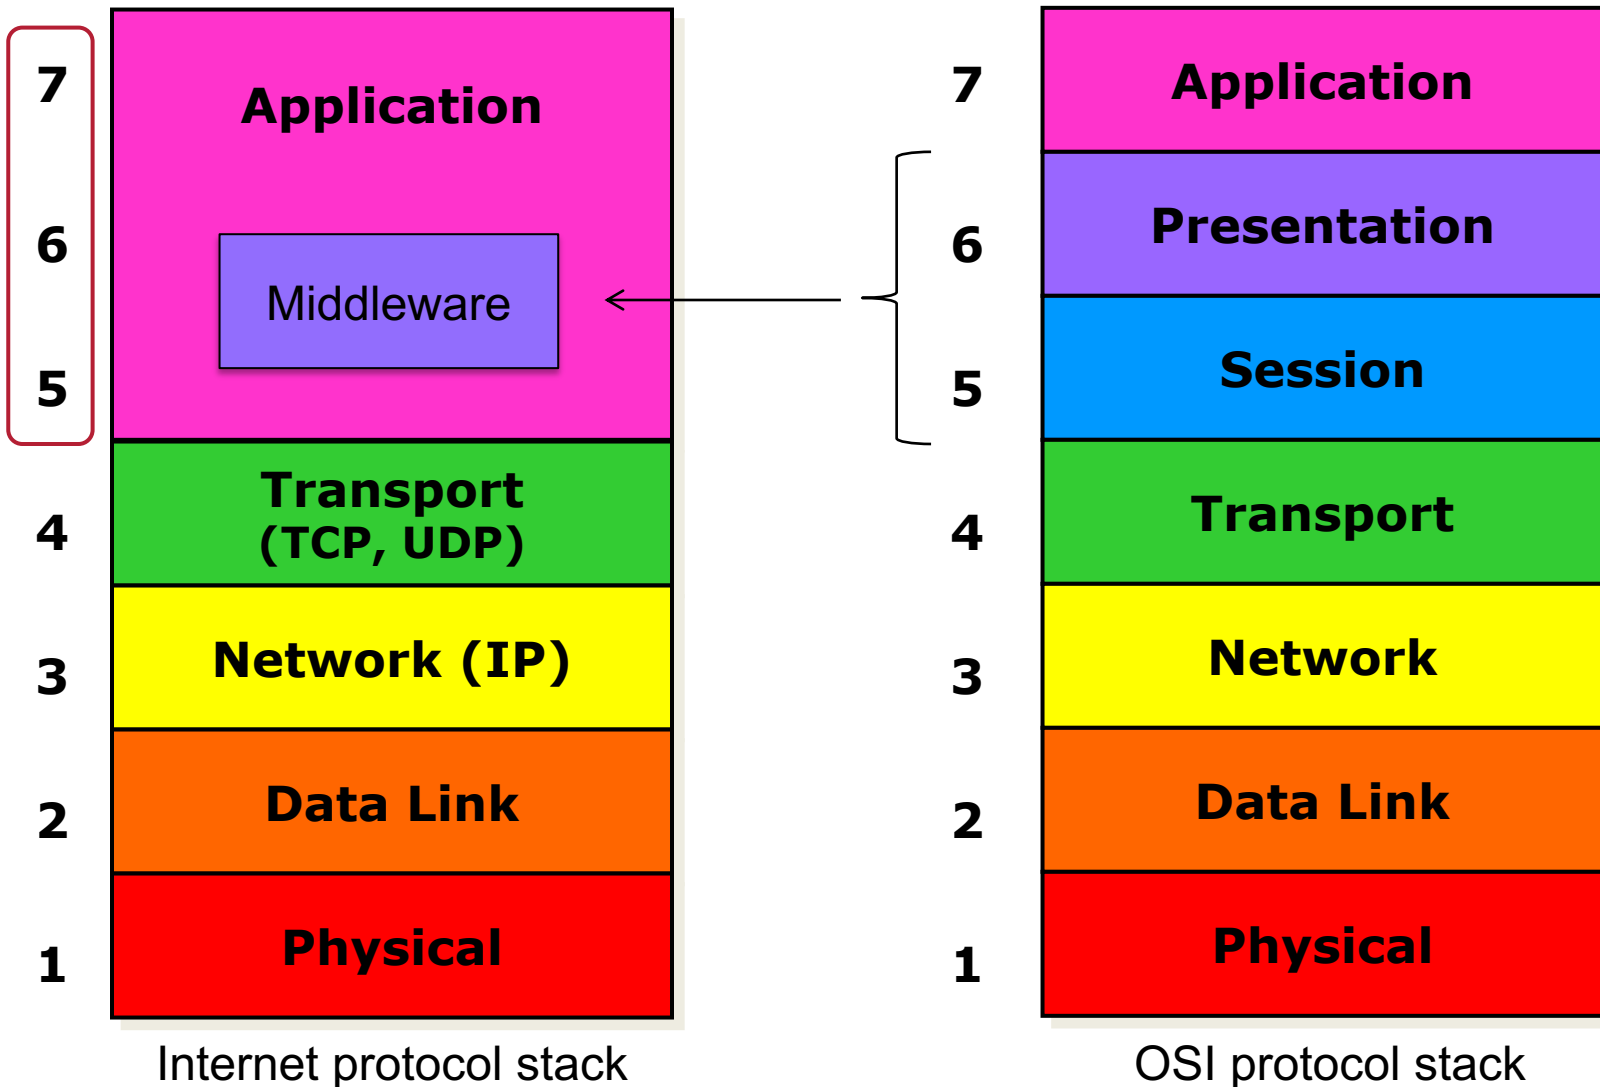 7
Application
6
Middleware
5
4
Transport
(TCP, UDP)
3
Network (IP)
2
Data Link
1
Physical
Internet protocol stack
7
Application
6
Presentation
5
Session
4
Transport
3
Network
2
Data Link
1
Physical
OSI protocol stack